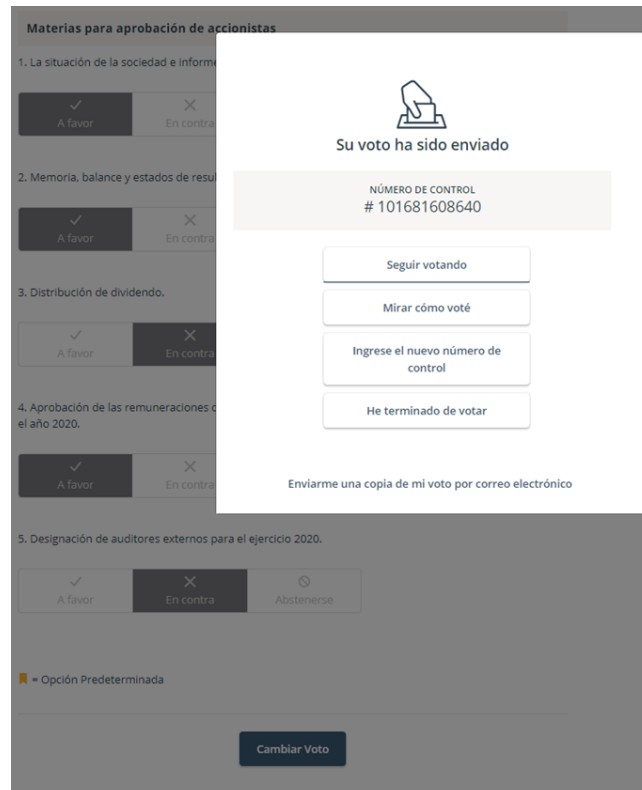 Materias para aprobación de accionistas
1. La situación de la sociedad e informe
A favor
En contra
2. Memoria, balance y estados de resul
A favor
En contra
3. Distribución de dividendo.
A favor
En contra
4. Aprobación de las remuneraciones
el año 2020.
A favor
En contra
5. Designación de auditores externos para el ejercicio 2020.
A favor
En contra
Abstenerse
= Opción Predeterminada
Cambiar Voto
Su voto ha sido enviado
NÚMERO DE CONTROL
# 101681608640
Seguir votando
Mirar cómo voté
Ingrese el nuevo número de
control
He terminado de votar
Enviarme una copia de mi voto por correo electrónico